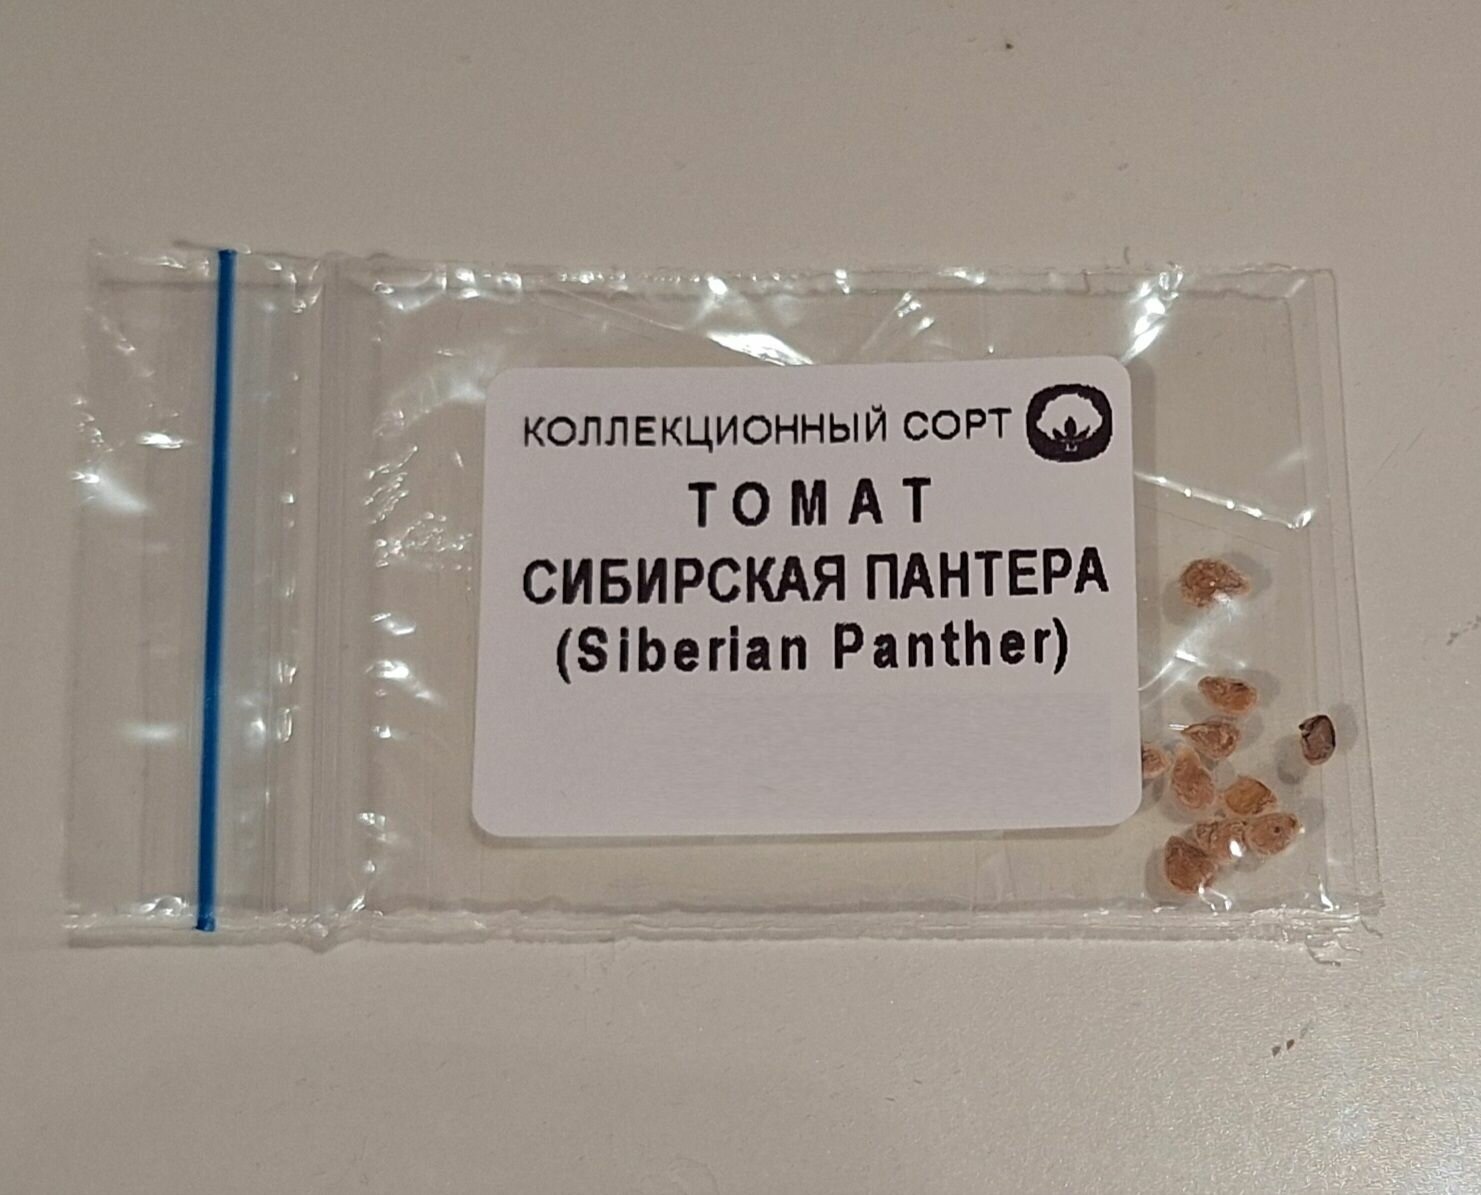 КОЛЛЕКЦИОННЫЙ СОРТ
ТОМАТ
СИБИРСКАЯ ПАНТЕРА
(Siberian Panther)